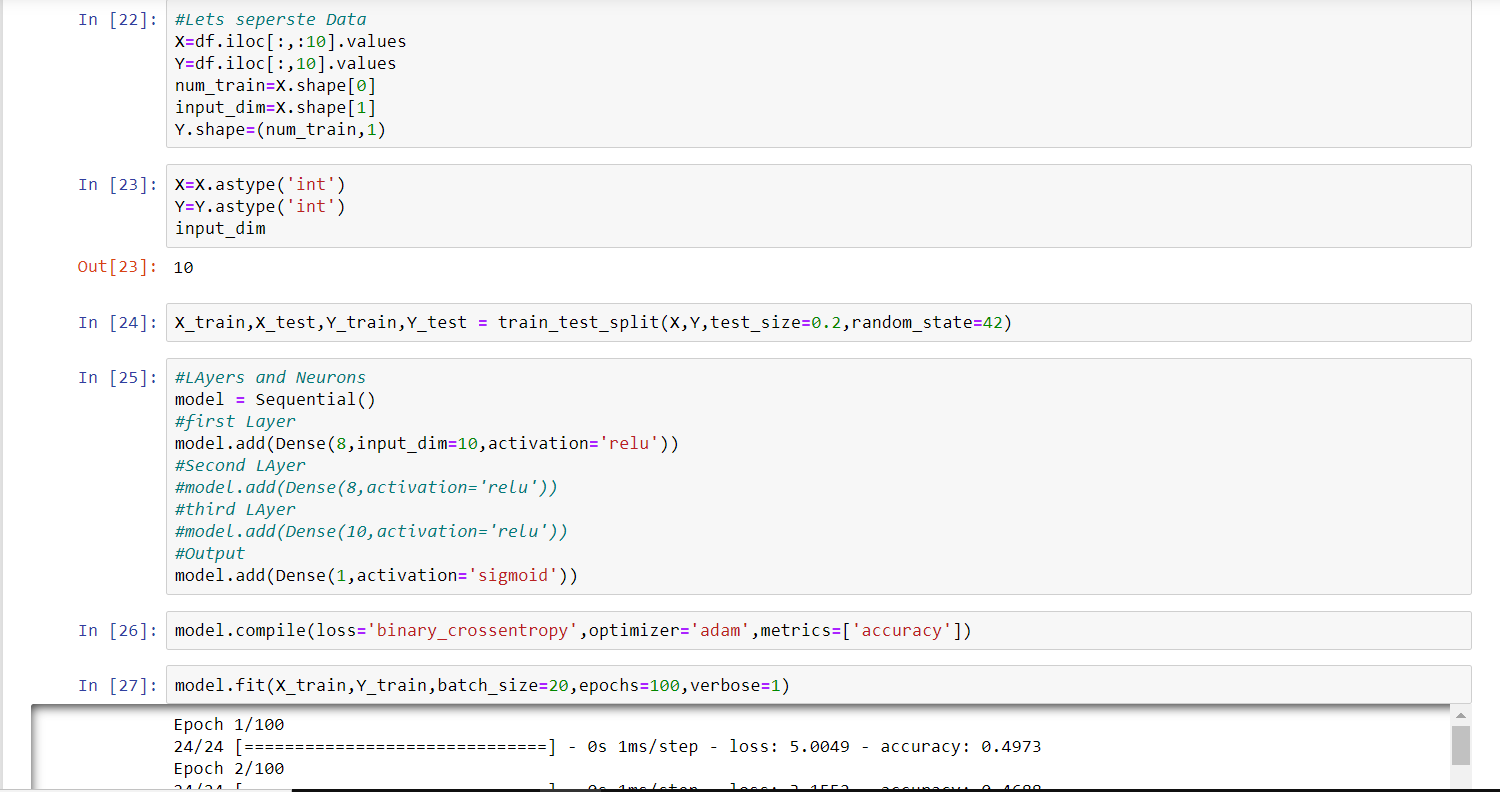 In [22]: #Lets seperste Data
X=df.iloc[:,:10].values
Y=df.iloc[:,10].values
num_train=X.shape[0]
input_dim=X.shape[1]
Y.shape=(num_train,1)
In [23]: X=X.astype('int')
Y=Y.astype('int')
input_dim
Out[23]: 10
In [24]: X_train,X_test,Y_train,Y_test = train_test_split(X,Y,test_size=0.2,random_state=42)
In [25]: #LAyers and Neurons
model = Sequential()
#first Layer
model.add(Dense(8,input_dim=10,activation='relu'))
#Second LAyer
#model.add(Dense(8,activation='relu'))
#third LAyer
#model.add(Dense(10,activation='relu'))
#Output
model.add(Dense(1,activation='sigmoid'))
In [26]: model.compile(loss='binary_crossentropy',optimizer='adam',metrics=['accuracy'])
In [27]: model.fit(X_train,Y_train,batch_size=20,epochs=100,verbose=1)
Epoch 1/100
24/24 [==============================] - 0s 1ms/step - loss: 5.0049 - accuracy: 0.4973
Epoch 2/100